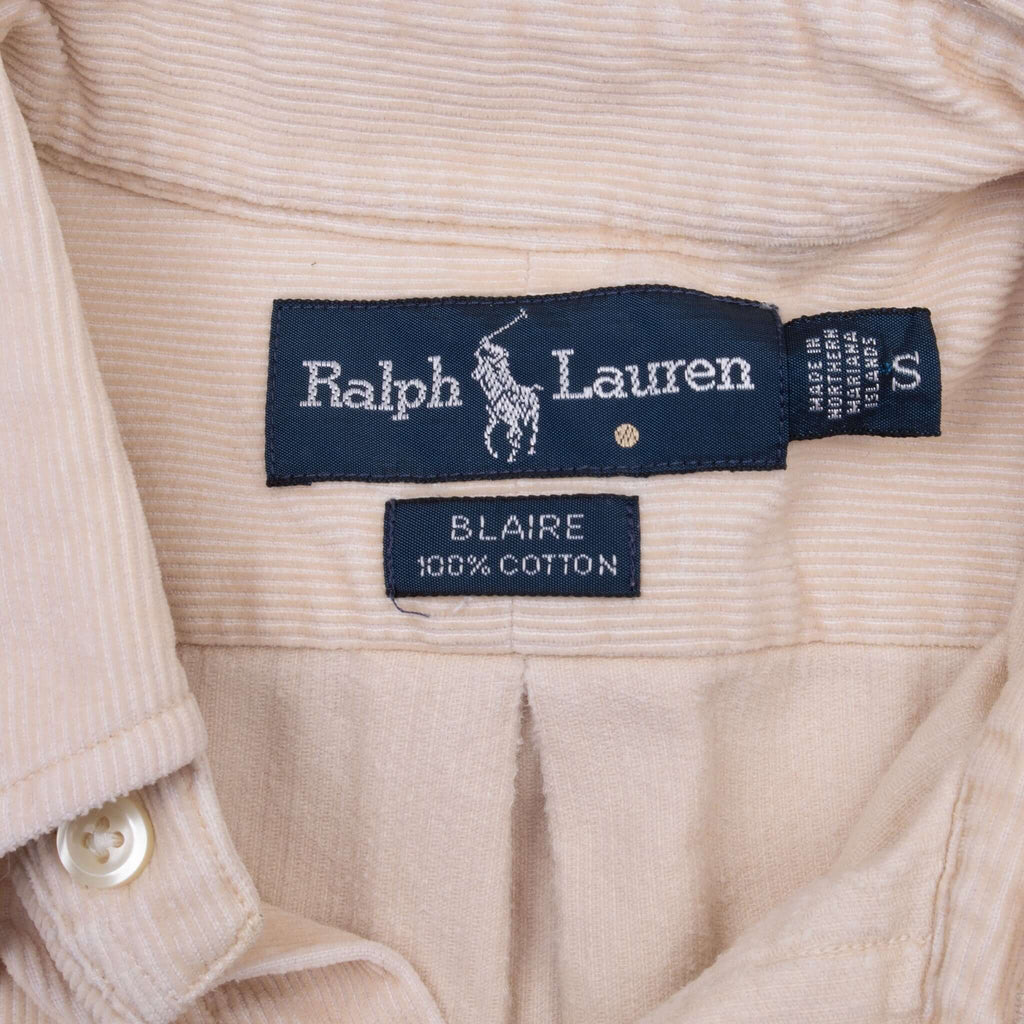 Ralph Lauren
MADE IN
NORTHERN
MARIANA
ISLANDS
S
BLAIRE
100% COTTON